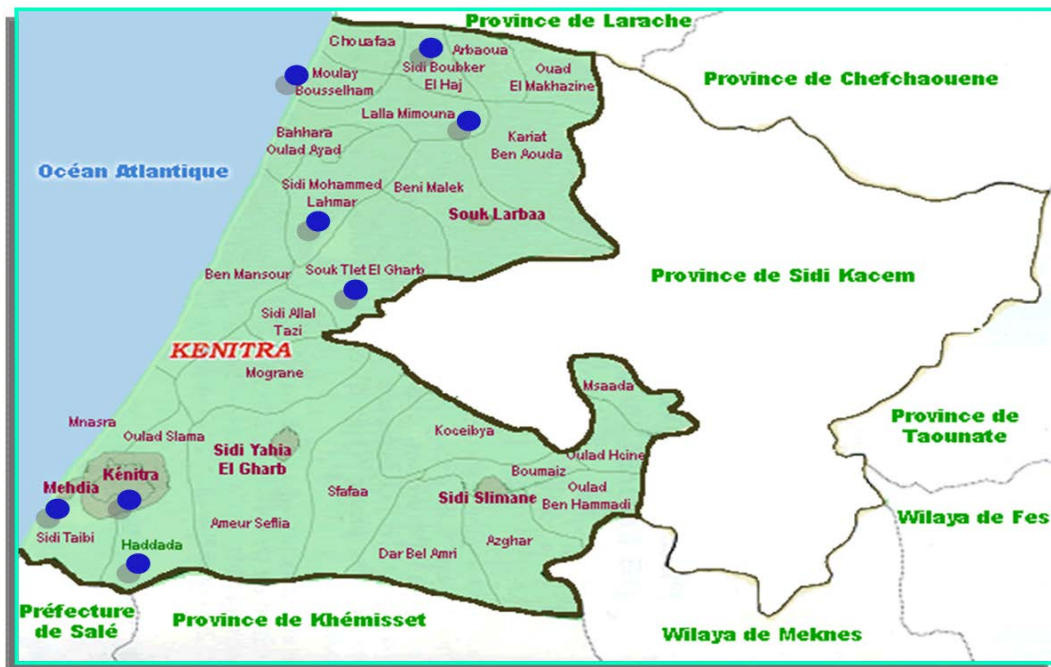 Province de Larache
Chouafaa
Arbaoua
Sidi Boubker
El Haj
Moulay
Bousselham
Ouad
El Makhazine
Province de Chefchaouene
Lalla Mimouna
Bahhara
Oulad Ayad
Kariat
Ben Aouda
Océan Atlantique
Sidi Mohammed
Lahmar
Beni Malek
Souk Larbaa
Ben Mansour
Souk Tlet El Gharb
Province de Sidi Kacem
Sidi Allal
Tazi
KENITRA
Mograne
Msaada
Mnasra
Oulad Slama
Koceibya
Province de
Taounate
Sidi Yahia
El Gharb
Oulad Hcine
Boumaiz
Kénitra
Mehdia
Sfafaa
Sidi Slimane
Oulad
Ben Hammadi
Ameur Seflia
Wilaya de Fes
Sidi Taibi
Haddada
Azghar
Dar Bel Amri
Préfecture
de Salé
Province de Khémisset
Wilaya de Meknes